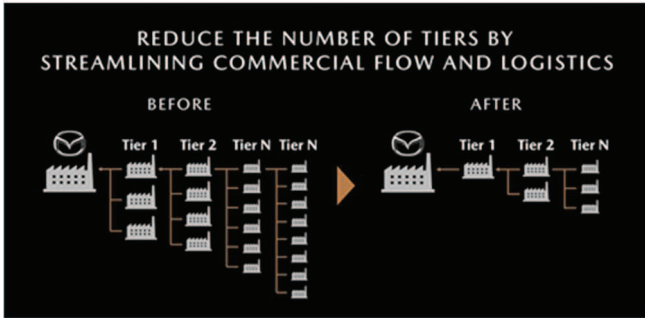 REDUCE THE NUMBER OF TIERS BY
STREAMLINING COMMERCIAL FLOW AND LOGISTICS
BEFORE
Tier 1 Tier 2 Tier N Tier N
AFTER
Tier 1 Tier 2 Tier N